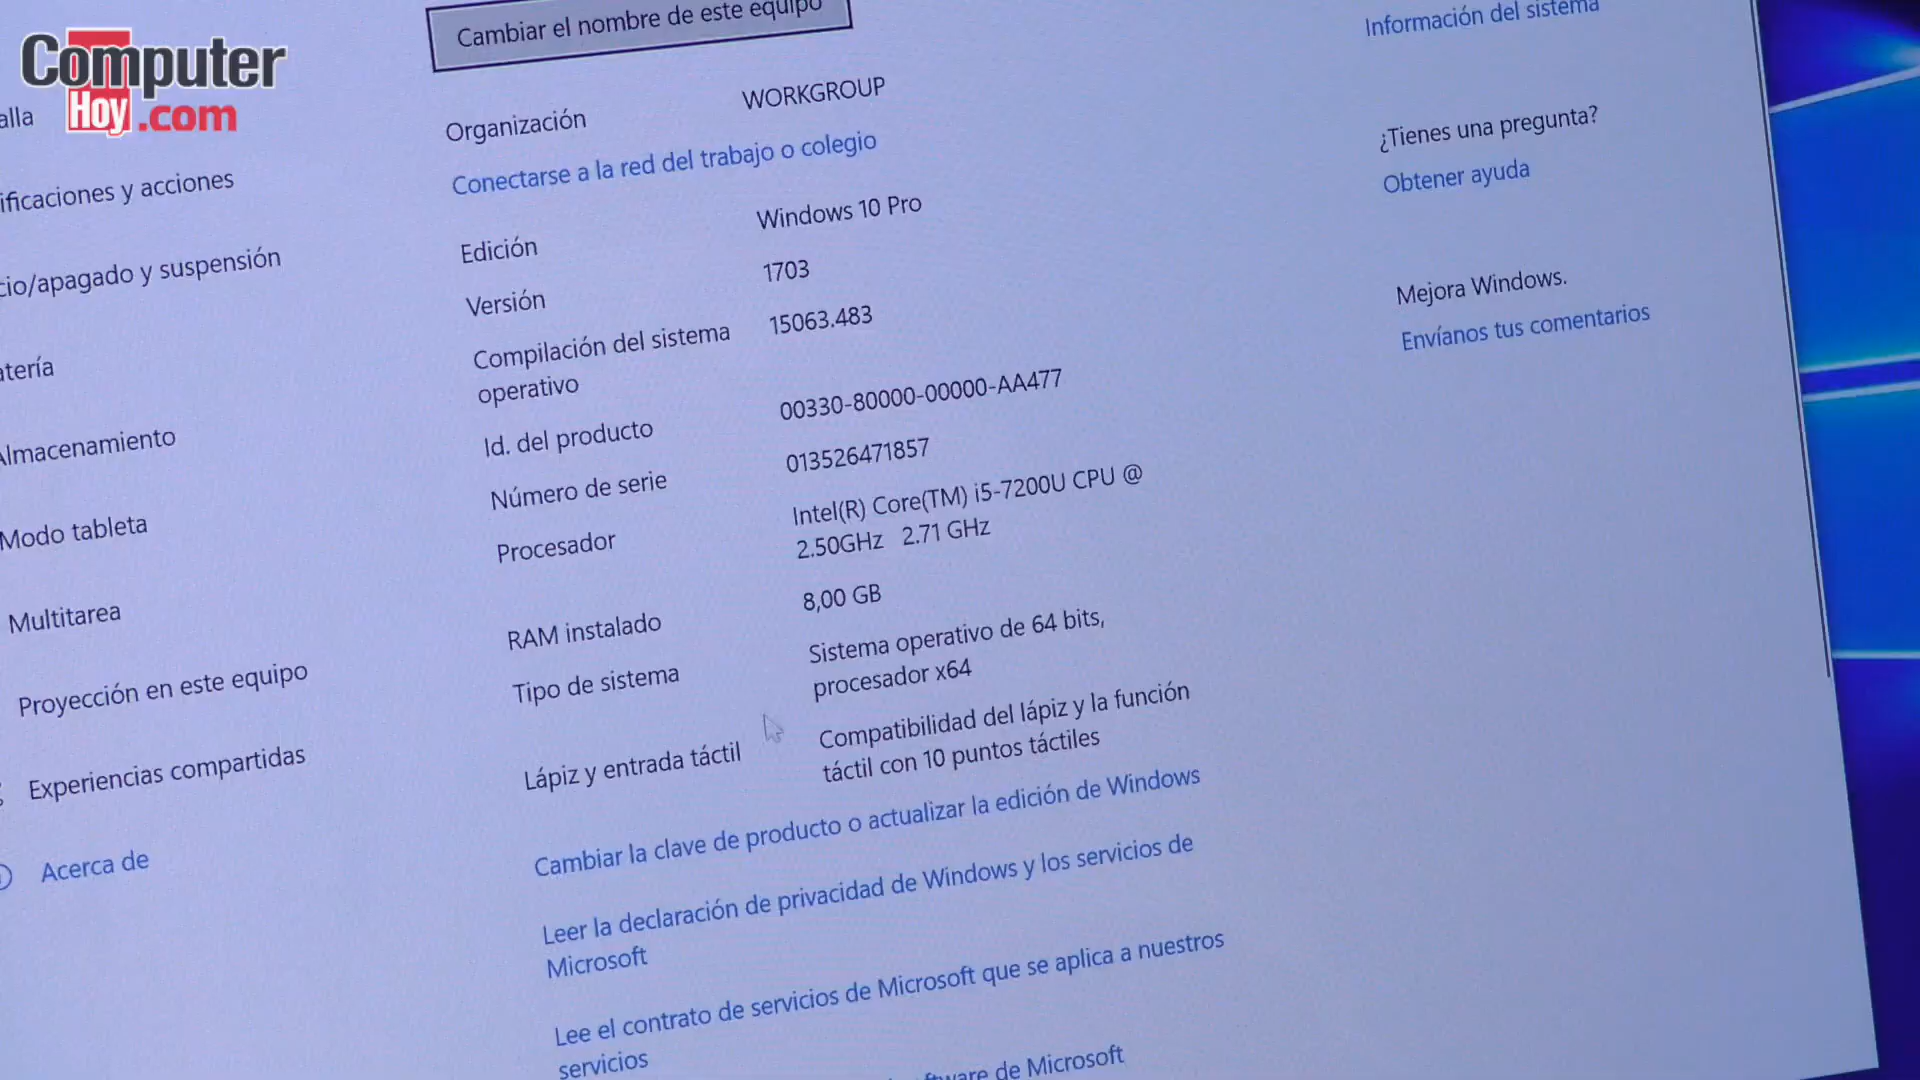 Computer
Hoy.com
alla
ificaciones y acciones
cio/apagado y suspensión
atería
Almacenamiento
Modo tableta
Multitarea
Proyección en este equipo
Experiencias compartidas
Acerca de
Cambiar el nombre de este equipo
Organización WORKGROUP
Conectarse a la red del trabajo o colegio
Edición Windows 10 Pro
Versión 1703
Compilación del sistema 15063.483
operativo
Id. del producto 00330-80000-00000-AA477
Número de serie 013526471857
Procesador Intel(R) Core(TM) i5-7200U CPU @
2.50GHz 2.71 GHz
RAM instalado 8,00 GB
Tipo de sistema Sistema operativo de 64 bits,
procesador x64
Lápiz y entrada táctil Compatibilidad del lápiz y la función
táctil con 10 puntos táctiles
Cambiar la clave de producto o actualizar la edición de Windows
Leer la declaración de privacidad de Windows y los servicios de
Microsoft
Lee el contrato de servicios de Microsoft que se aplica a nuestros
servicios
ftware de Microsoft
Información del sistema
¿Tienes una pregunta?
Obtener ayuda
Mejora Windows.
Envíanos tus comentarios